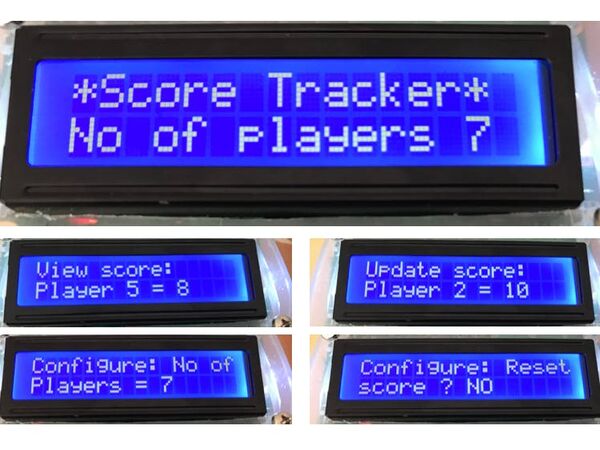 *Score Tracker*
No of players 7
View score:
Player 5 = 8
Update score:
Player 2 = 10
Configure: No of
Players = 7
Configure: Reset
score ? NO